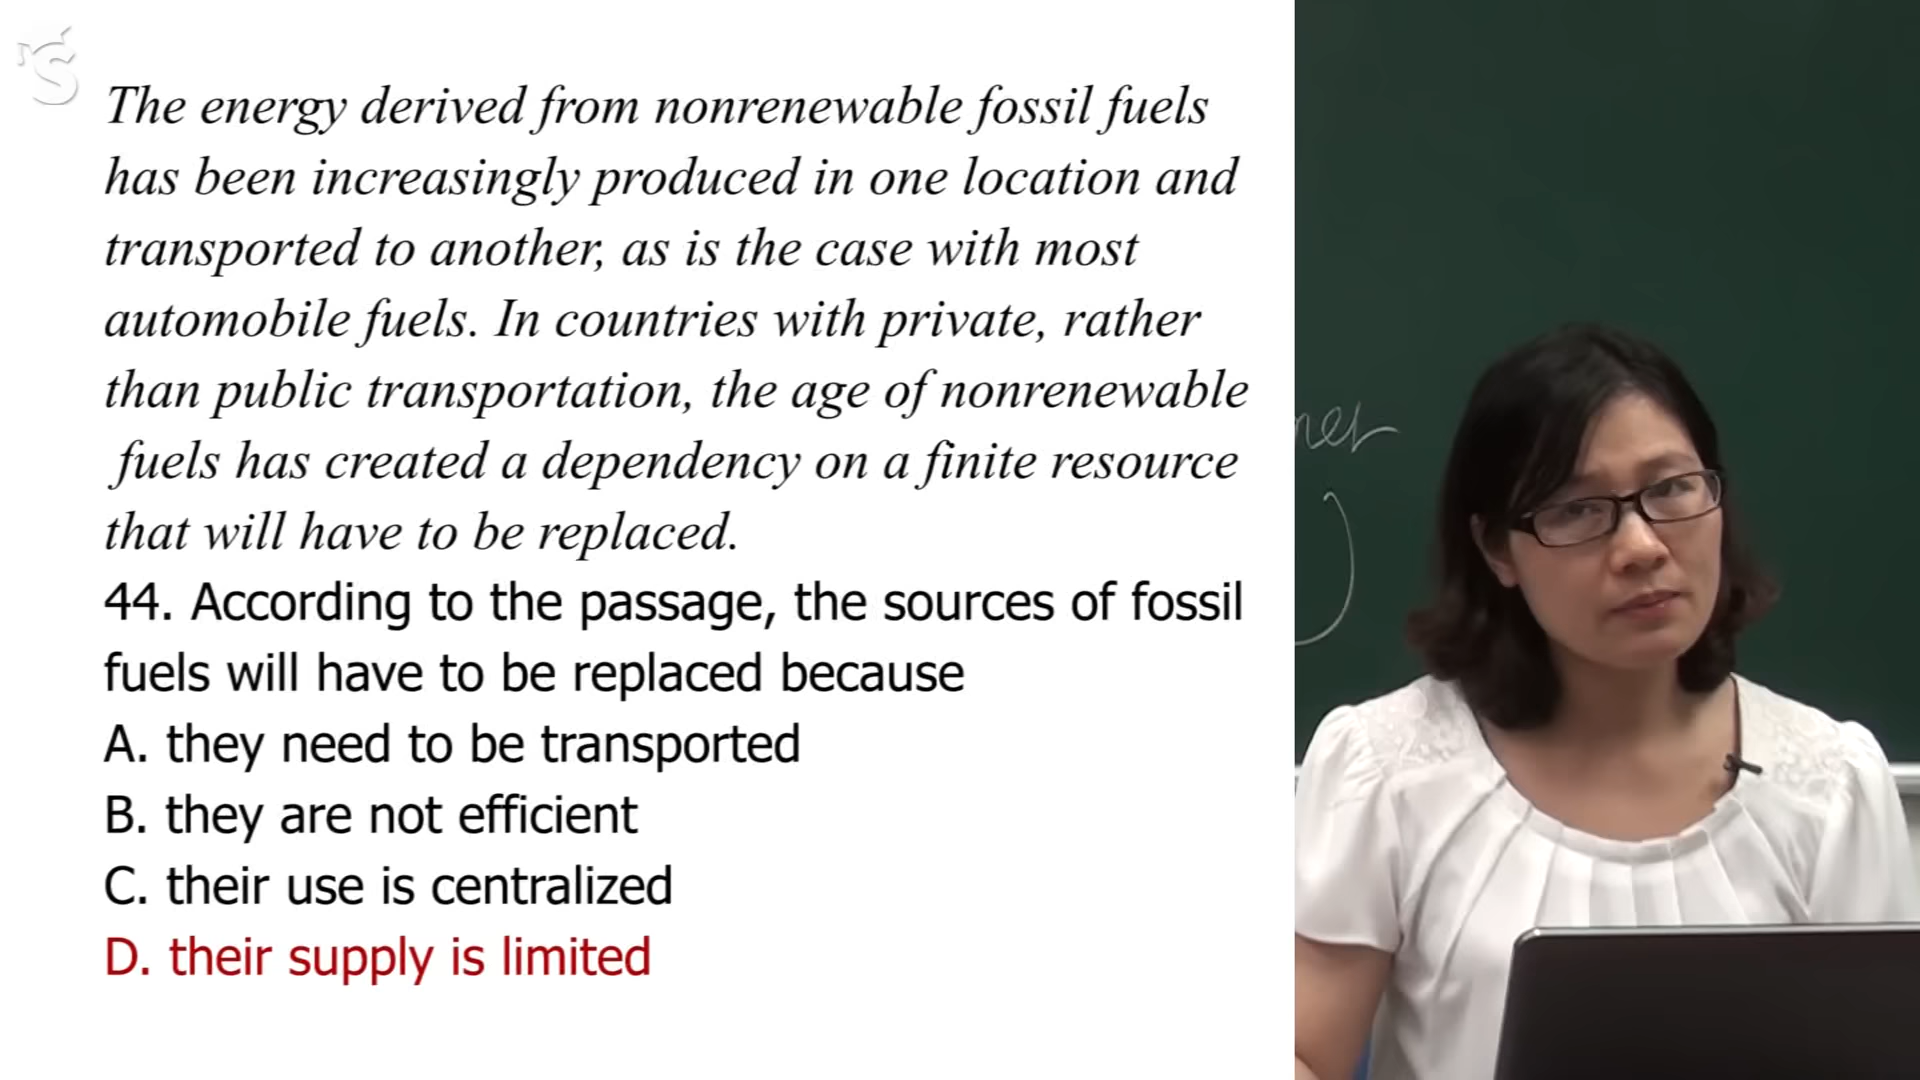 The energy derived from nonrenewable fossil fuels
has been increasingly produced in one location and
transported to another, as is the case with most
automobile fuels. In countries with private, rather
than public transportation, the age of nonrenewable
fuels has created a dependency on a finite resource
that will have to be replaced.
44. According to the passage, the sources of fossil
fuels will have to be replaced because
A. they need to be transported
B. they are not efficient
C. their use is centralized
D. their supply is limited